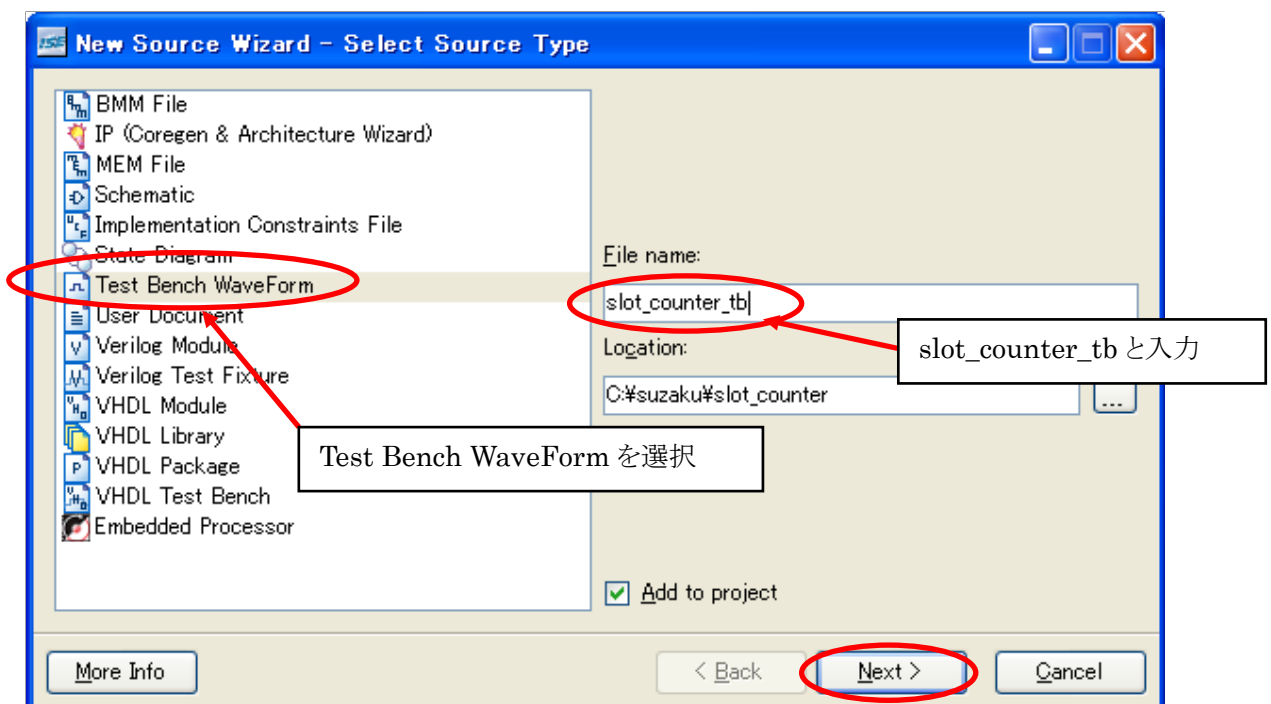 ISE New Source Wizard - Select Source Type
BMM File
IP (Coregen & Architecture Wizard)
MEM File
Schematic
Implementation Constraints File
State Diagram
Test Bench WaveForm
User Document
Verilog Module
Verilog Test Fixture
VHDL Module
VHDL Library
VHDL Package
VHDL Test Bench
Embedded Processor
File name:
slot_counter_tb
Location:
C:¥suzaku¥slot_counter
...
slot_counter_tb と入力
Test Bench WaveForm を選択
Add to project
More Info
< Back
Next >
Cancel